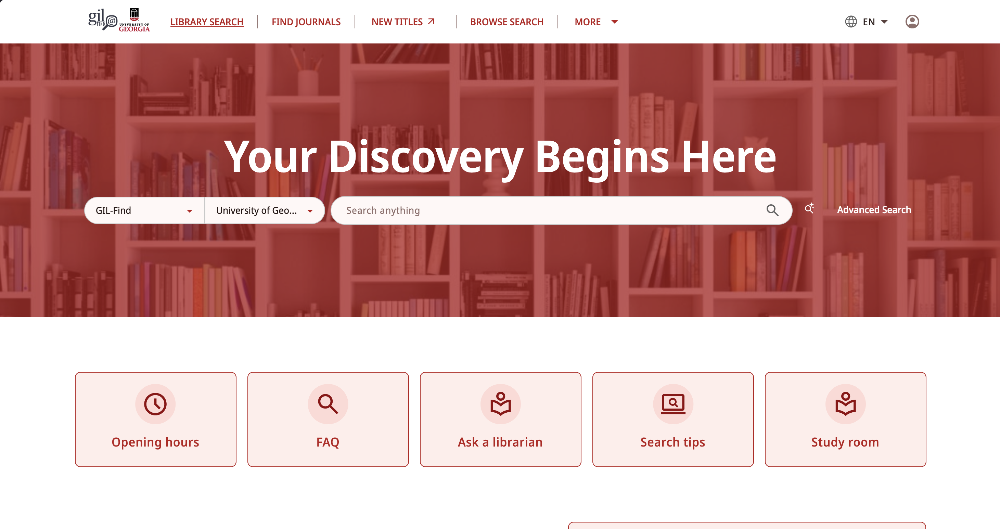 gil
FIND @
UNIVERSITY OF
GEORGIA
LIBRARY SEARCH
FIND JOURNALS
NEW TITLES
BROWSE SEARCH
MORE
EN
Your Discovery Begins Here
GIL-Find
University of Geo...
Search anything
Advanced Search
Opening hours
FAQ
Ask a librarian
Search tips
Study room